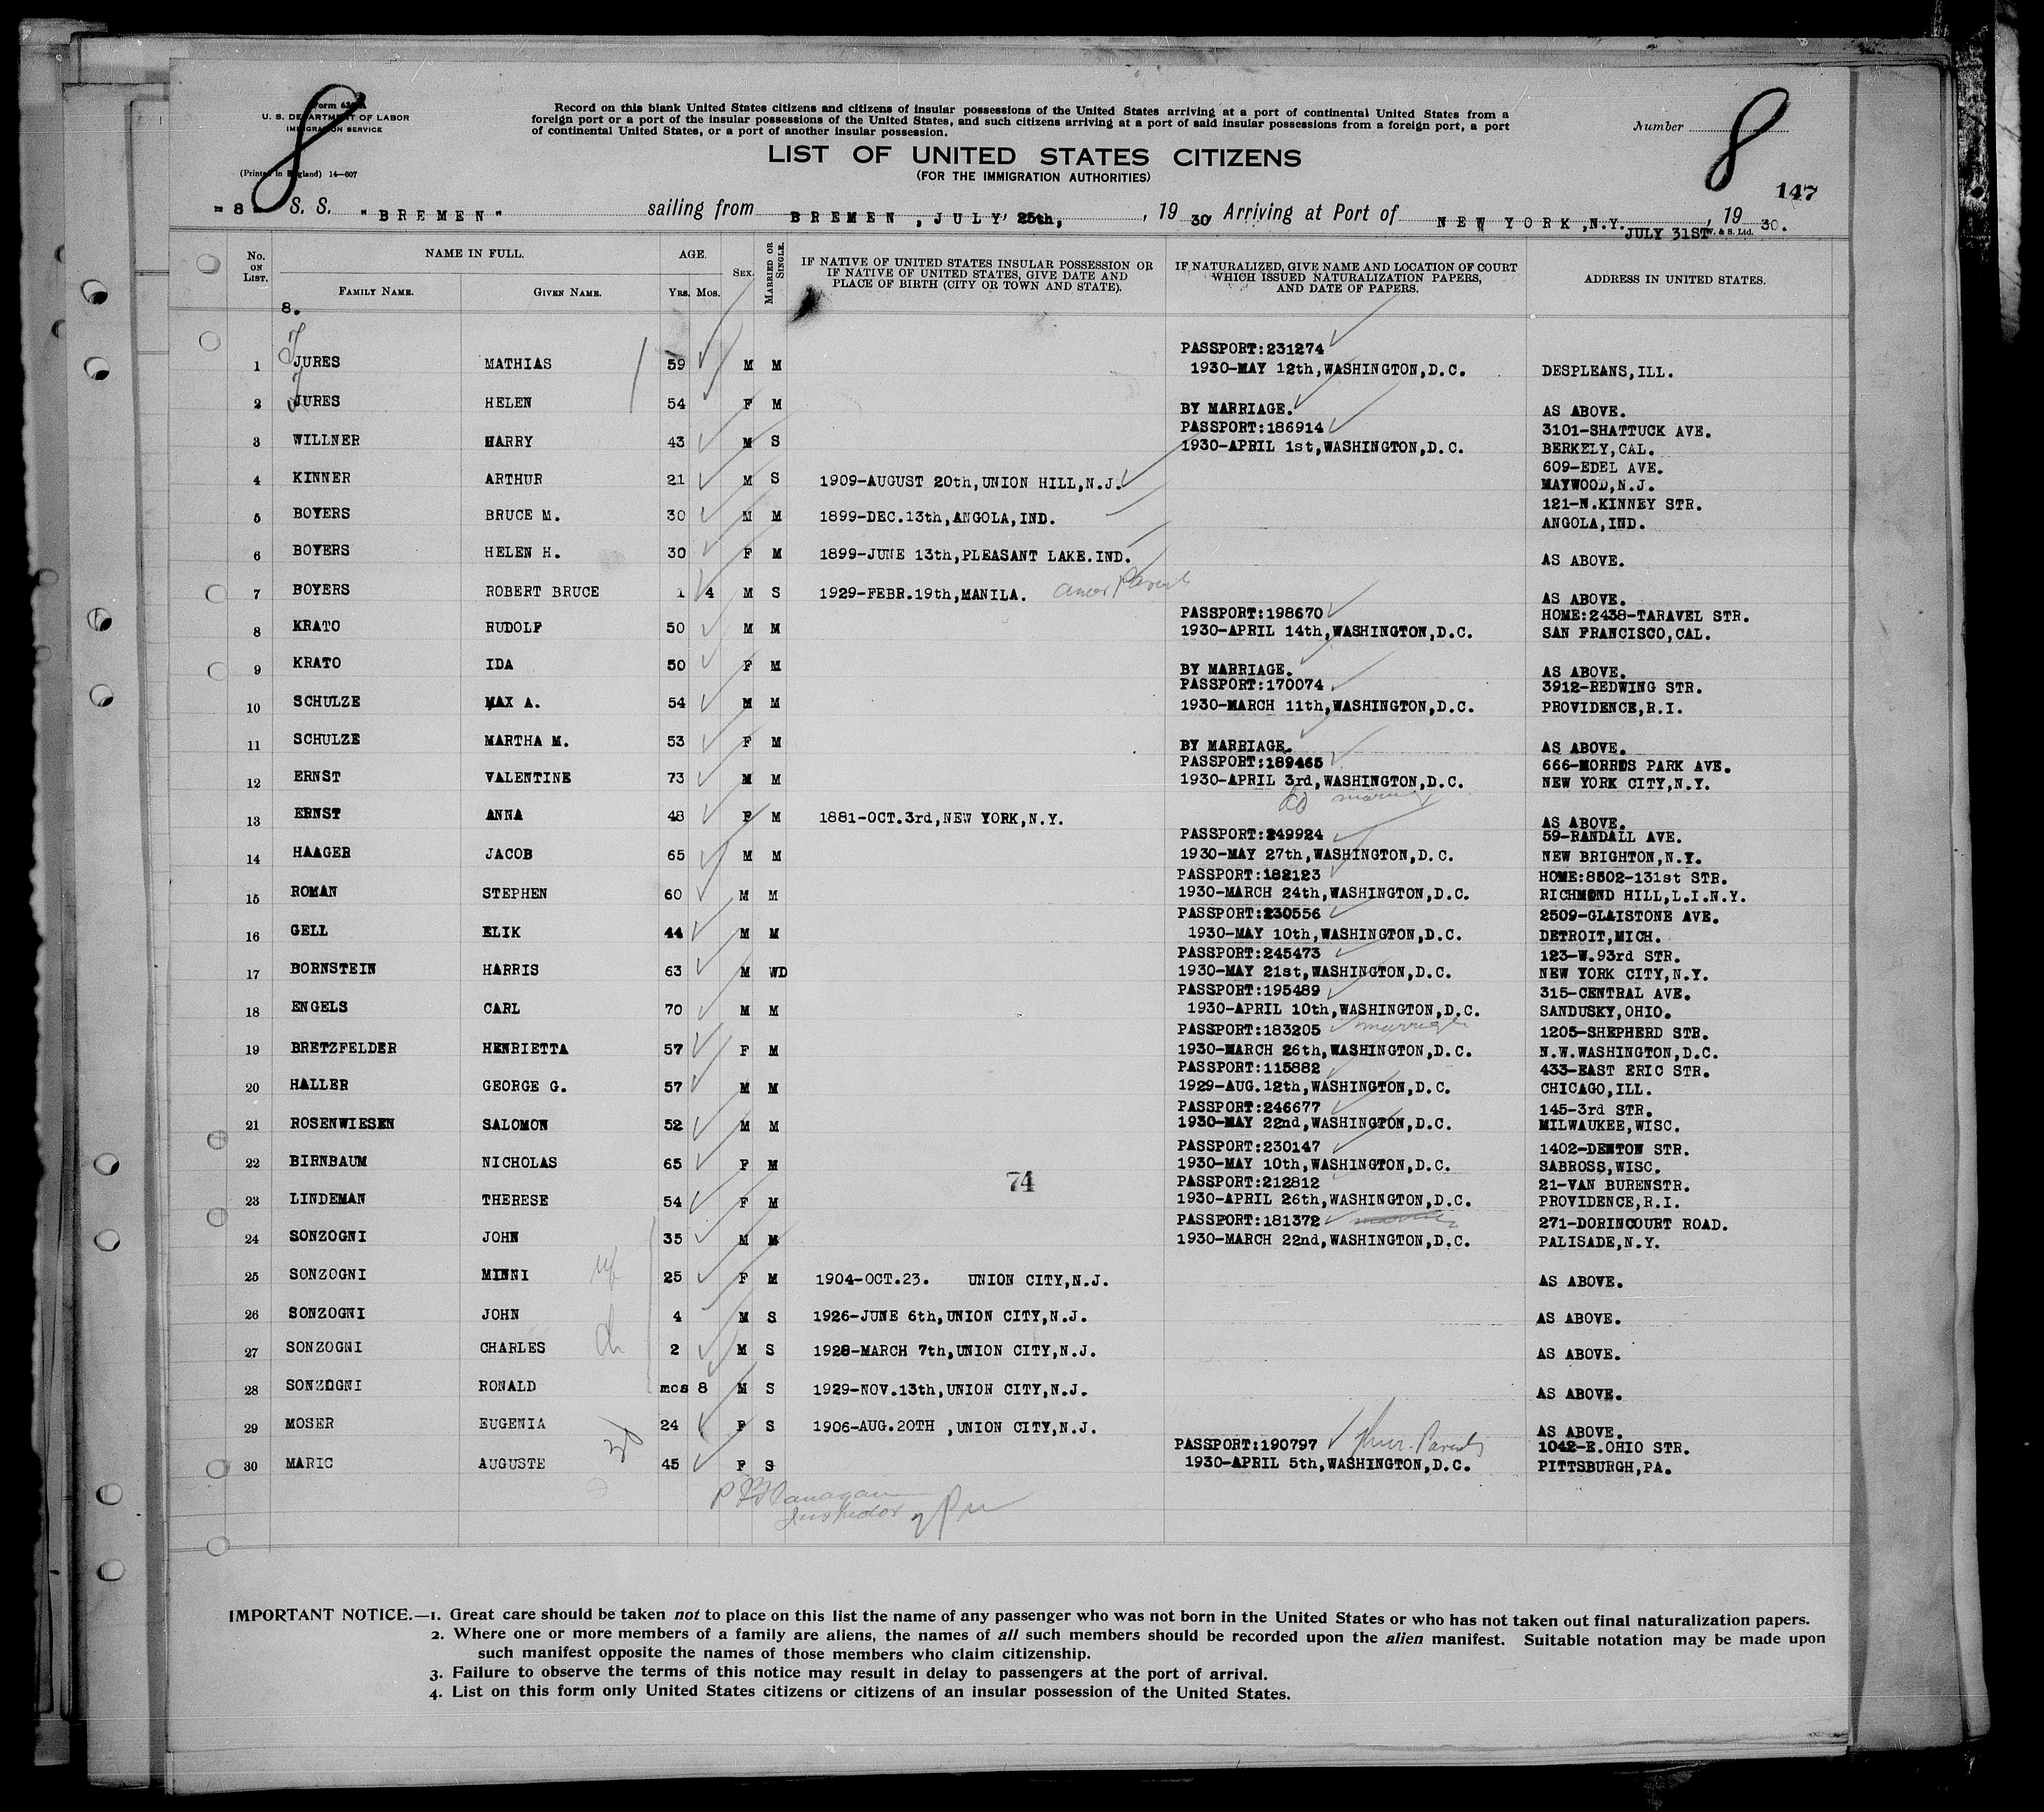 8
8
Form 630 A
U. S. DEPARTMENT OF LABOR
IMMIGRATION SERVICE
(Printed in England) 14—607
Record on this blank United States citizens and citizens of insular possessions of the United States arriving at a port of continental United States from a
foreign port or a port of the insular possessions of the United States, and such citizens arriving at a port of said insular possessions from a foreign port, a port
of continental United States, or a port of another insular possession.
Number
LIST OF UNITED STATES CITIZENS
(FOR THE IMMIGRATION AUTHORITIES)
147
- 8 - S. S. "BREMEN" sailing from BREMEN, JULY 25th, , 19 30 Arriving at Port of NEW YORK, N.Y. JULY 31ST, 19 30.
W. & S. Ltd.
No. ON LIST.
NAME IN FULL.
FAMILY NAME. GIVEN NAME.
AGE.
Yrs. Mos.
SEX.
MARRIED OR SINGLE.
IF NATIVE OF UNITED STATES INSULAR POSSESSION OR
IF NATIVE OF UNITED STATES, GIVE DATE AND
PLACE OF BIRTH (CITY OR TOWN AND STATE).
IF NATURALIZED, GIVE NAME AND LOCATION OF COURT
WHICH ISSUED NATURALIZATION PAPERS,
AND DATE OF PAPERS.
ADDRESS IN UNITED STATES.
8.
PASSPORT:231274
1 JURES MATHIAS 59 M M 1930-MAY 12th,WASHINGTON,D.C. DESPLEANS,ILL.
2 JURES HELEN 54 F M BY MARRIAGE. AS ABOVE.
PASSPORT:186914 3101-SHATTUCK AVE.
3 WILLNER HARRY 43 M S 1930-APRIL 1st,WASHINGTON,D.C. BERKELY,CAL.
609-EDEL AVE.
4 KINNER ARTHUR 21 M S 1909-AUGUST 20th,UNION HILL,N.J. MAYWOOD,N.J.
121-N.KINNEY STR.
5 BOYERS BRUCE M. 30 M M 1899-DEC.13th,ANGOLA,IND. ANGOLA,IND.
6 BOYERS HELEN H. 30 F M 1899-JUNE 13th,PLEASANT LAKE.IND. AS ABOVE.
7 BOYERS ROBERT BRUCE 1 4 M S 1929-FEBR.19th,MANILA. Amer Parents AS ABOVE.
PASSPORT:198670 HOME:2438-TARAVEL STR.
8 KRATO RUDOLF 50 M M 1930-APRIL 14th,WASHINGTON,D.C. SAN FRANCISCO,CAL.
9 KRATO IDA 50 F M BY MARRIAGE. AS ABOVE.
PASSPORT:170074 3912-REDWING STR.
10 SCHULZE MAX A. 54 M M 1930-MARCH 11th,WASHINGTON,D.C. PROVIDENCE,R.I.
11 SCHULZE MARTHA M. 53 F M BY MARRIAGE. AS ABOVE.
PASSPORT:189465 666-MORRIS PARK AVE.
12 ERNST VALENTINE 73 M M 1930-APRIL 3rd,WASHINGTON,D.C. NEW YORK CITY,N.Y.
13 ERNST ANNA 48 F M 1881-OCT.3rd,NEW YORK,N.Y. AS ABOVE.
PASSPORT:249924 59-RANDALL AVE.
14 HAAGER JACOB 65 M M 1930-MAY 27th,WASHINGTON,D.C. NEW BRIGHTON,N.Y.
PASSPORT:182123 HOME:8502-131st STR.
15 ROMAN STEPHEN 60 M M 1930-MARCH 24th,WASHINGTON,D.C. RICHMOND HILL,L.I.N.Y.
PASSPORT:230556 2509-GLAISTONE AVE.
16 GELL ELIK 44 M M 1930-MAY 10th,WASHINGTON,D.C. DETROIT,MICH.
PASSPORT:245473 123-W.93rd STR.
17 BORNSTEIN HARRIS 63 M WD 1930-MAY 21st,WASHINGTON,D.C. NEW YORK CITY,N.Y.
PASSPORT:195489 315-CENTRAL AVE.
18 ENGELS CARL 70 M M 1930-APRIL 10th,WASHINGTON,D.C. SANDUSKY,OHIO.
PASSPORT:183205 marriage 1205-SHEPHERD STR.
19 BRETZFELDER HENRIETTA 57 F M 1930-MARCH 26th,WASHINGTON,D.C. N.W.WASHINGTON,D.C.
PASSPORT:115882 433-EAST ERIC STR.
20 HALLER GEORGE G. 57 M M 1929-AUG.12th,WASHINGTON,D.C. CHICAGO,ILL.
PASSPORT:246677 145-3rd STR.
21 ROSENWIESEN SALOMON 52 M M 1930-MAY 22nd,WASHINGTON,D.C. MILWAUKEE,WISC.
PASSPORT:230147 1402-DENTON STR.
22 BIRNBAUM NICHOLAS 65 F M 1930-MAY 10th,WASHINGTON,D.C. SABROSS,WISC.
74
PASSPORT:212812 21-VAN BURENSTR.
23 LINDEMAN THERESE 54 F M 1930-APRIL 26th,WASHINGTON,D.C. PROVIDENCE,R.I.
PASSPORT:181372 271-DORINCOURT ROAD.
24 SONZOGNI JOHN 35 M M 1930-MARCH 22nd,WASHINGTON,D.C. PALISADE,N.Y.
25 SONZOGNI MINNI wf 25 F M 1904-OCT.23. UNION CITY,N.J. AS ABOVE.
26 SONZOGNI JOHN 4 M S 1926-JUNE 6th,UNION CITY,N.J. AS ABOVE.
27 SONZOGNI CHARLES ch 2 M S 1928-MARCH 7th,UNION CITY,N.J. AS ABOVE.
28 SONZOGNI RONALD mos 8 M S 1929-NOV.13th,UNION CITY,N.J. AS ABOVE.
29 MOSER EUGENIA 24 F S 1906-AUG.20TH ,UNION CITY,N.J. AS ABOVE.
PASSPORT:190797 Amer. Parents 1042-E.OHIO STR.
30 MARIC AUGUSTE 30 45 F S 1930-APRIL 5th,WASHINGTON,D.C. PITTSBURGH,PA.
P Flanagan
Inspector
IMPORTANT NOTICE.—1. Great care should be taken not to place on this list the name of any passenger who was not born in the United States or who has not taken out final naturalization papers.
2. Where one or more members of a family are aliens, the names of all such members should be recorded upon the alien manifest. Suitable notation may be made upon
such manifest opposite the names of those members who claim citizenship.
3. Failure to observe the terms of this notice may result in delay to passengers at the port of arrival.
4. List on this form only United States citizens or citizens of an insular possession of the United States.